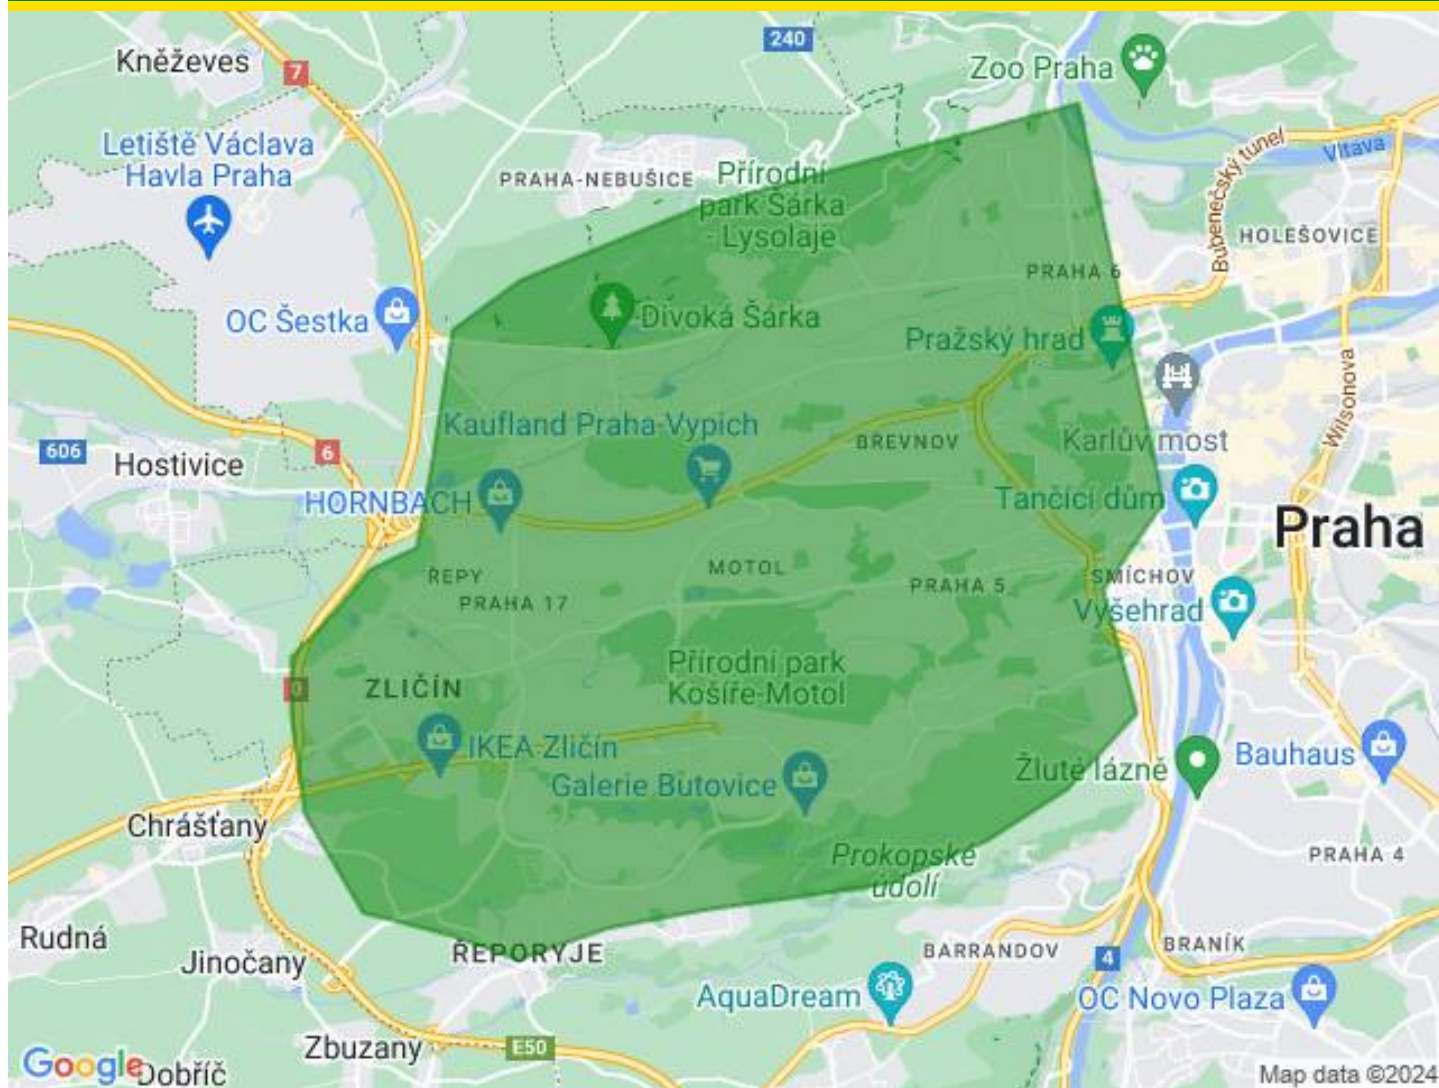 240
Kněževes
7
Zoo Praha
Letiště Václava
Havla Praha
Bubenečský tunel
Vltava
PRAHA-NEBUŠICE
Přírodní
park Šárka
- Lysolaje
HOLEŠOVICE
PRAHA 6
OC Šestka
Divoká Šárka
Pražský hrad
Wilsonova
Kaufland Praha-Vypich
BŘEVNOV
Karlův most
606
Hostivice
6
HORNBACH
Tančící dům
Praha
ŘEPY
MOTOL
PRAHA 5
SMÍCHOV
PRAHA 17
Vyšehrad
Přírodní park
Košíře-Motol
0
ZLIČÍN
IKEA Zličín
Galerie Butovice
Žluté lázně
Bauhaus
Chrášťany
Prokopské
údolí
PRAHA 4
Rudná
Jinočany
ŘEPORYJE
BARRANDOV
4
BRANÍK
AquaDream
OC Novo Plaza
Zbuzany
E50
Google
Dobříč
Map data ©2024